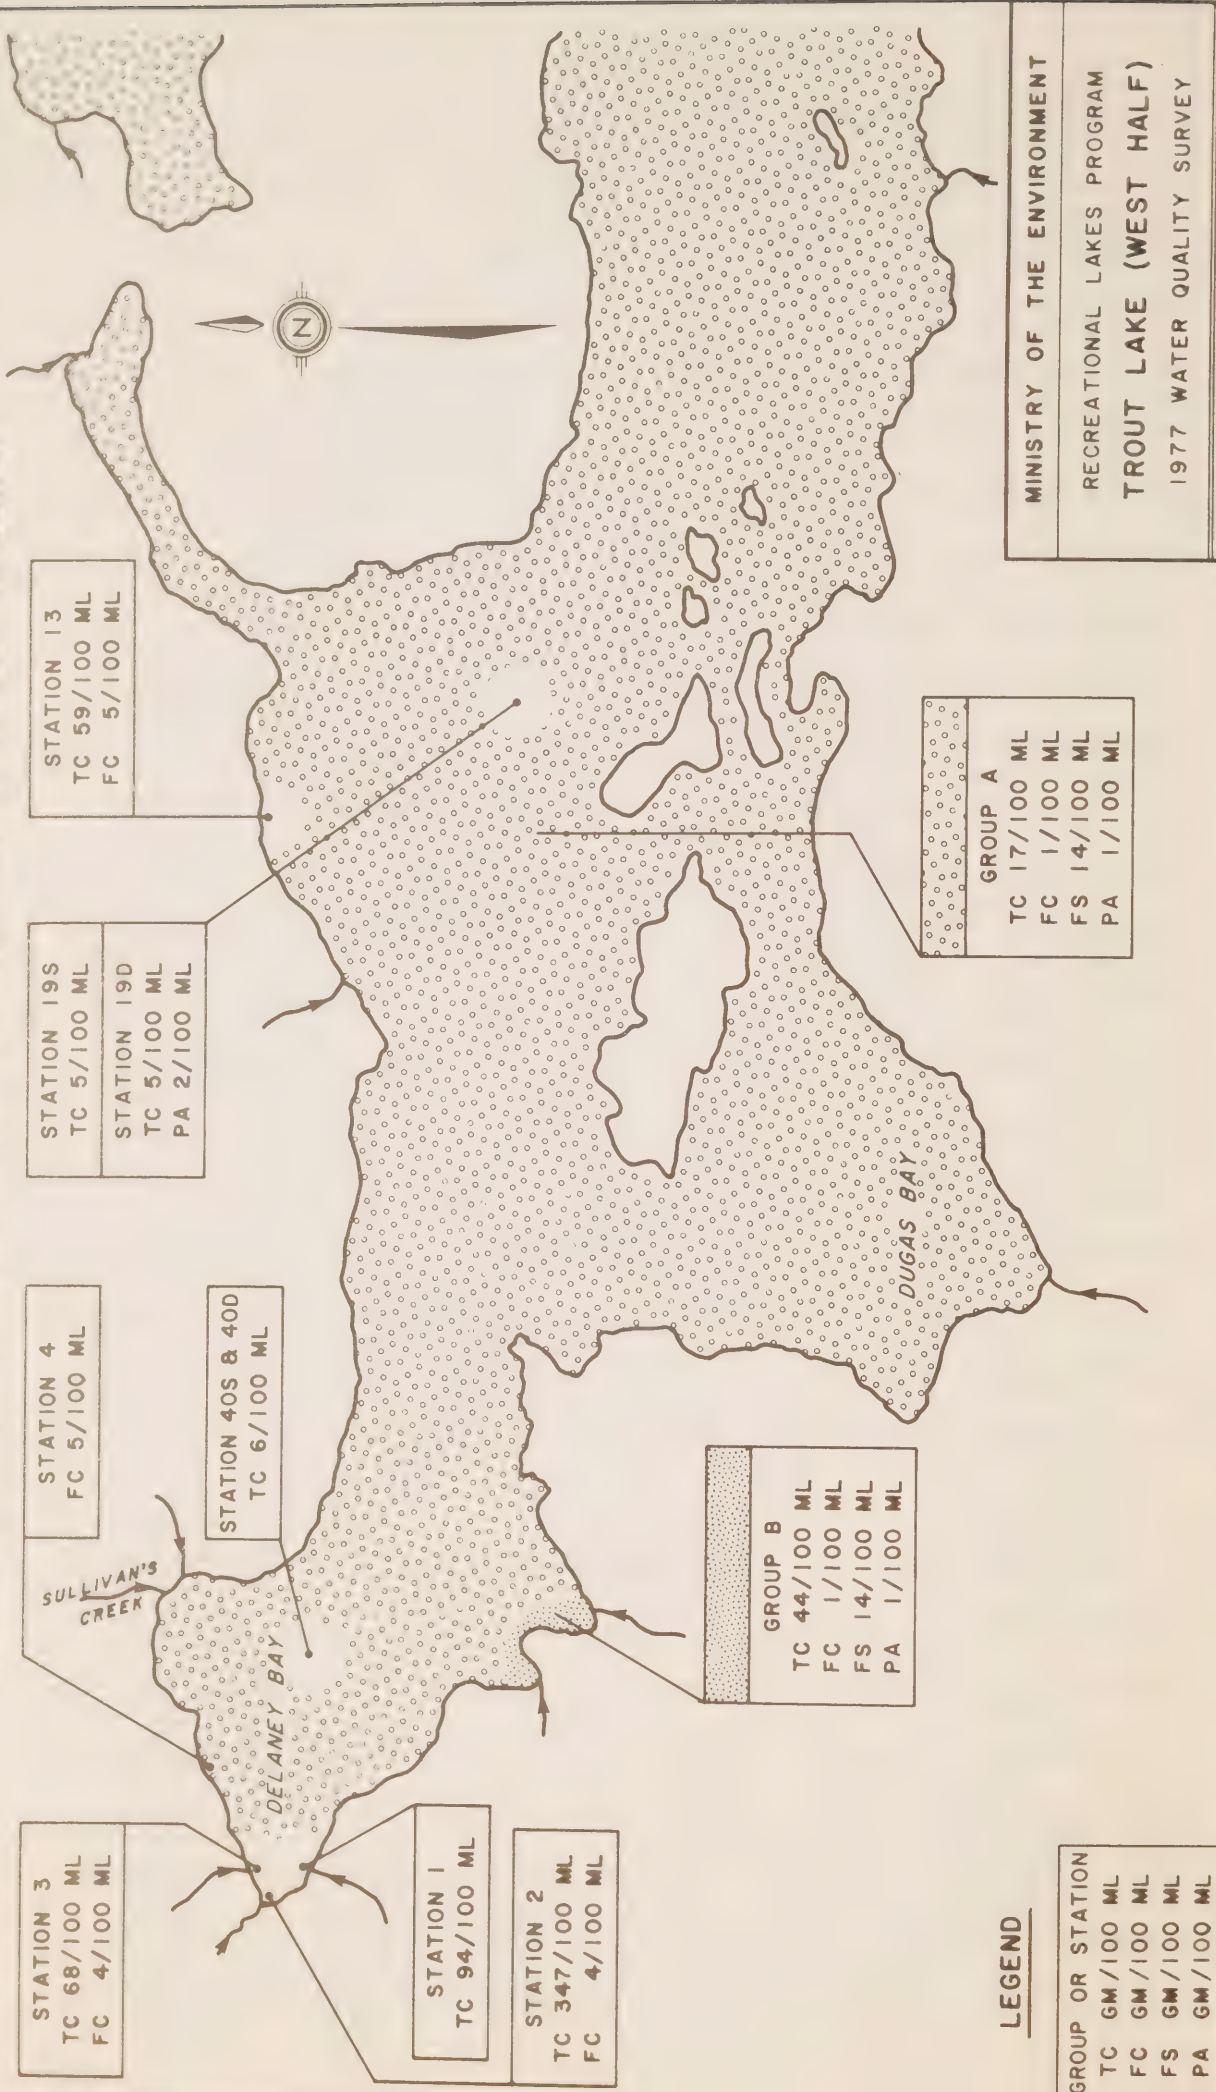 STATION 3
TC 68/100 ML
FC 4/100 ML
STATION 4
FC 5/100 ML
STATION 19S
TC 5/100 ML
STATION 19D
TC 5/100 ML
PA 2/100 ML
STATION 13
TC 59/100 ML
FC 5/100 ML
SULLIVAN'S
CREEK
STATION 40S & 40D
TC 6/100 ML
DELANEY BAY
N
STATION 1
TC 94/100 ML
STATION 2
TC 347/100 ML
FC 4/100 ML
GROUP B
TC 44/100 ML
FC 1/100 ML
FS 14/100 ML
PA 1/100 ML
DUGAS BAY
GROUP A
TC 17/100 ML
FC 1/100 ML
FS 14/100 ML
PA 1/100 ML
LEGEND
GROUP OR STATION
TC GM/100 ML
FC GM/100 ML
FS GM/100 ML
PA GM/100 ML
MINISTRY OF THE ENVIRONMENT
RECREATIONAL LAKES PROGRAM
TROUT LAKE (WEST HALF)
1977 WATER QUALITY SURVEY